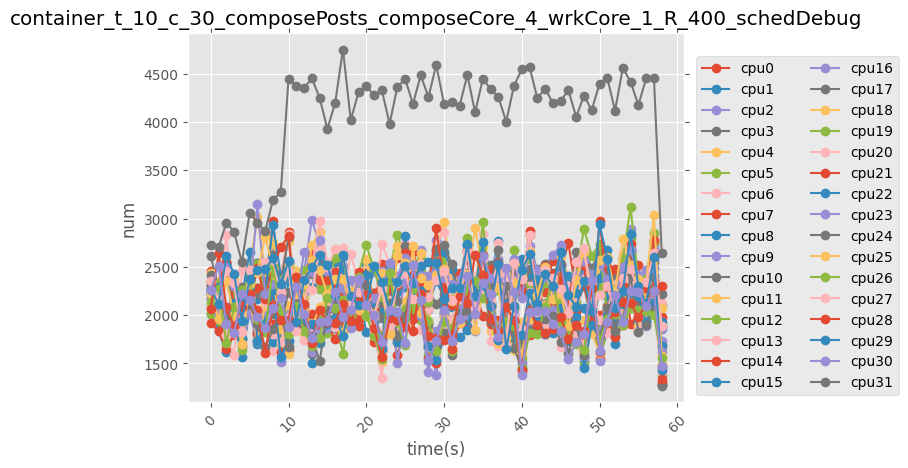 container_t_10_c_30_composePosts_composeCore_4_wrkCore_1_R_400_schedDebug
num
4500
4000
3500
3000
2500
2000
1500
0
10
20
30
40
50
60
time(s)
cpu0
cpu1
cpu2
cpu3
cpu4
cpu5
cpu6
cpu7
cpu8
cpu9
cpu10
cpu11
cpu12
cpu13
cpu14
cpu15
cpu16
cpu17
cpu18
cpu19
cpu20
cpu21
cpu22
cpu23
cpu24
cpu25
cpu26
cpu27
cpu28
cpu29
cpu30
cpu31